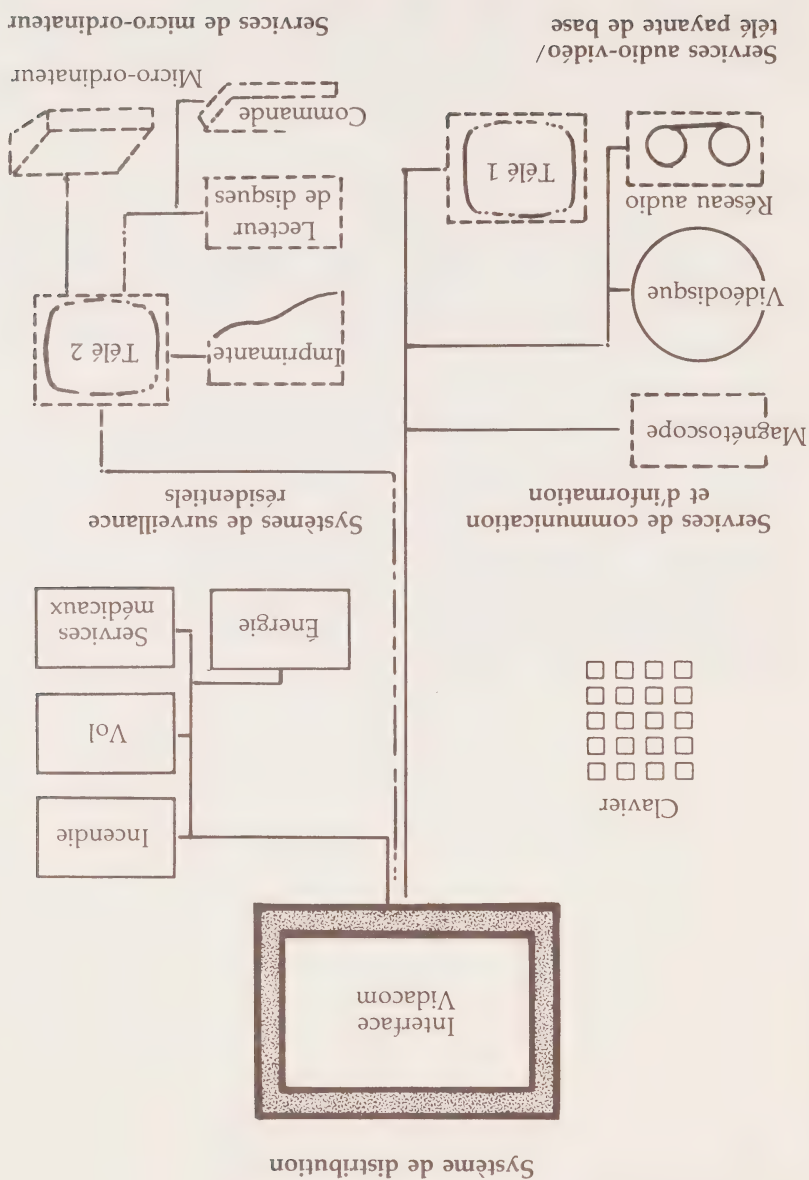 Système de distribution
Interface
Vidacom
Clavier
Incendie
Vol
Énergie
Services
médicaux
Services de communication
et d'information
Systèmes de surveillance
résidentiels
Magnétoscope
Vidéodisque
Réseau audio
Télé 1
Imprimante
Télé 2
Lecteur
de disques
Commande
Micro-ordinateur
Services audio-vidéo/
télé payante de base
Services de micro-ordinateur